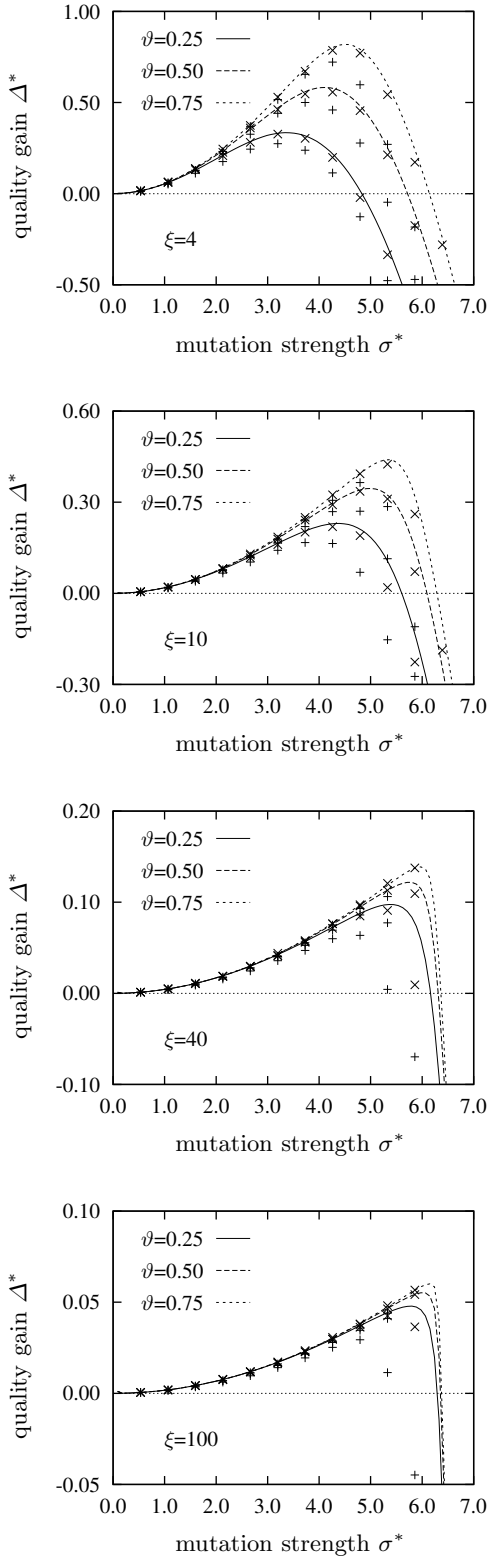 1.00
0.50
0.00
-0.50
quality gain Δ*
ϑ=0.25
ϑ=0.50
ϑ=0.75
ξ=4
0.0 1.0 2.0 3.0 4.0 5.0 6.0 7.0
mutation strength σ*
0.60
0.30
0.00
-0.30
quality gain Δ*
ϑ=0.25
ϑ=0.50
ϑ=0.75
ξ=10
0.0 1.0 2.0 3.0 4.0 5.0 6.0 7.0
mutation strength σ*
0.20
0.10
0.00
-0.10
quality gain Δ*
ϑ=0.25
ϑ=0.50
ϑ=0.75
ξ=40
0.0 1.0 2.0 3.0 4.0 5.0 6.0 7.0
mutation strength σ*
0.10
0.05
0.00
-0.05
quality gain Δ*
ϑ=0.25
ϑ=0.50
ϑ=0.75
ξ=100
0.0 1.0 2.0 3.0 4.0 5.0 6.0 7.0
mutation strength σ*